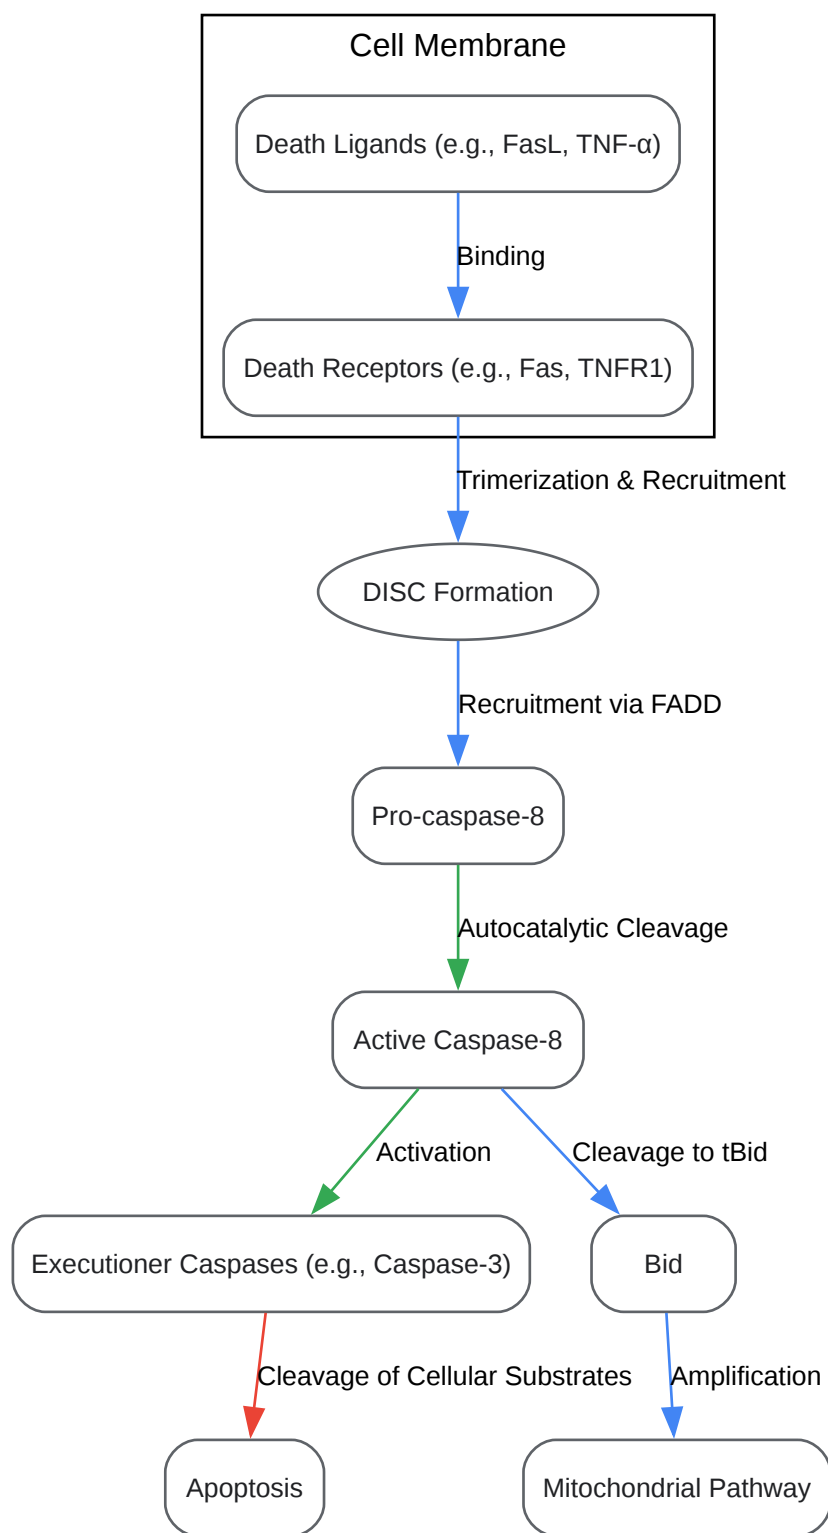 Cell Membrane
Death Ligands (e.g., FasL, TNF-α)
Binding
Death Receptors (e.g., Fas, TNFR1)
Trimerization & Recruitment
DISC Formation
Recruitment via FADD
Pro-caspase-8
Autocatalytic Cleavage
Active Caspase-8
Activation
Cleavage to tBid
Executioner Caspases (e.g., Caspase-3)
Bid
Cleavage of Cellular Substrates
Amplification
Apoptosis
Mitochondrial Pathway